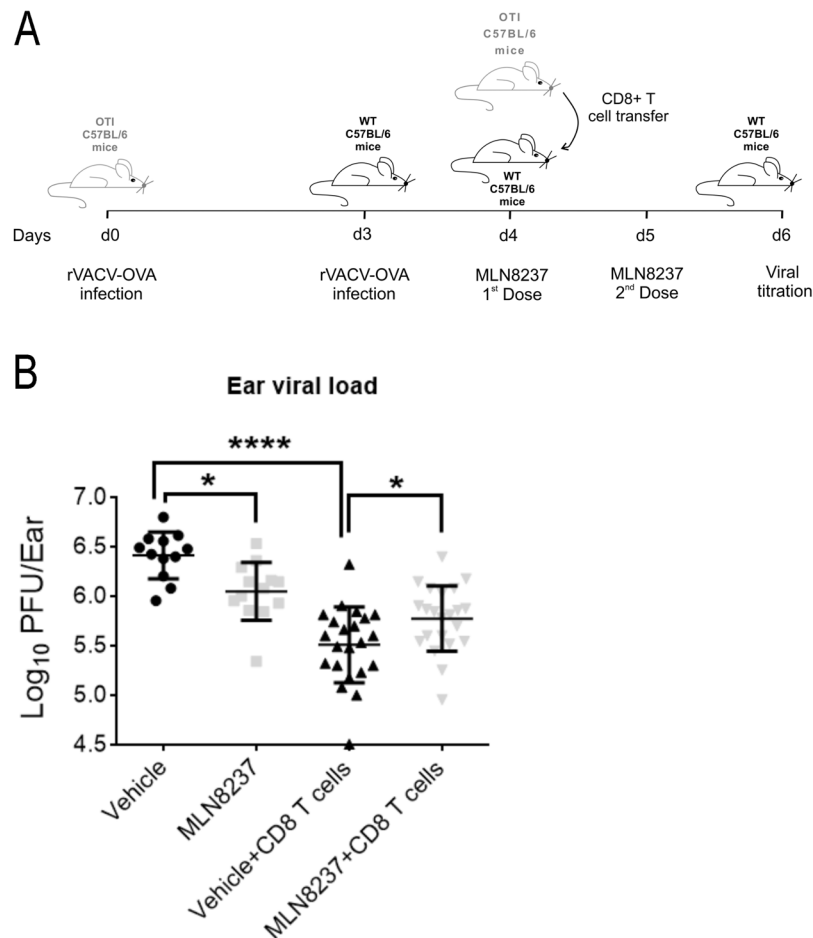 A
OTI
C57BL/6
mice
OTI
C57BL/6
mice
WT
C57BL/6
mice
CD8+ T
cell transfer
WT
C57BL/6
mice
WT
C57BL/6
mice
Days d0 d3 d4 d5 d6
rVACV-OVA
infection
rVACV-OVA
infection
MLN8237
1st Dose
MLN8237
2nd Dose
Viral
titration
B
Ear viral load
****
*
*
Log10 PFU/Ear
7.0
6.5
6.0
5.5
5.0
4.5
Vehicle
MLN8237
Vehicle+CD8 T cells
MLN8237+CD8 T cells